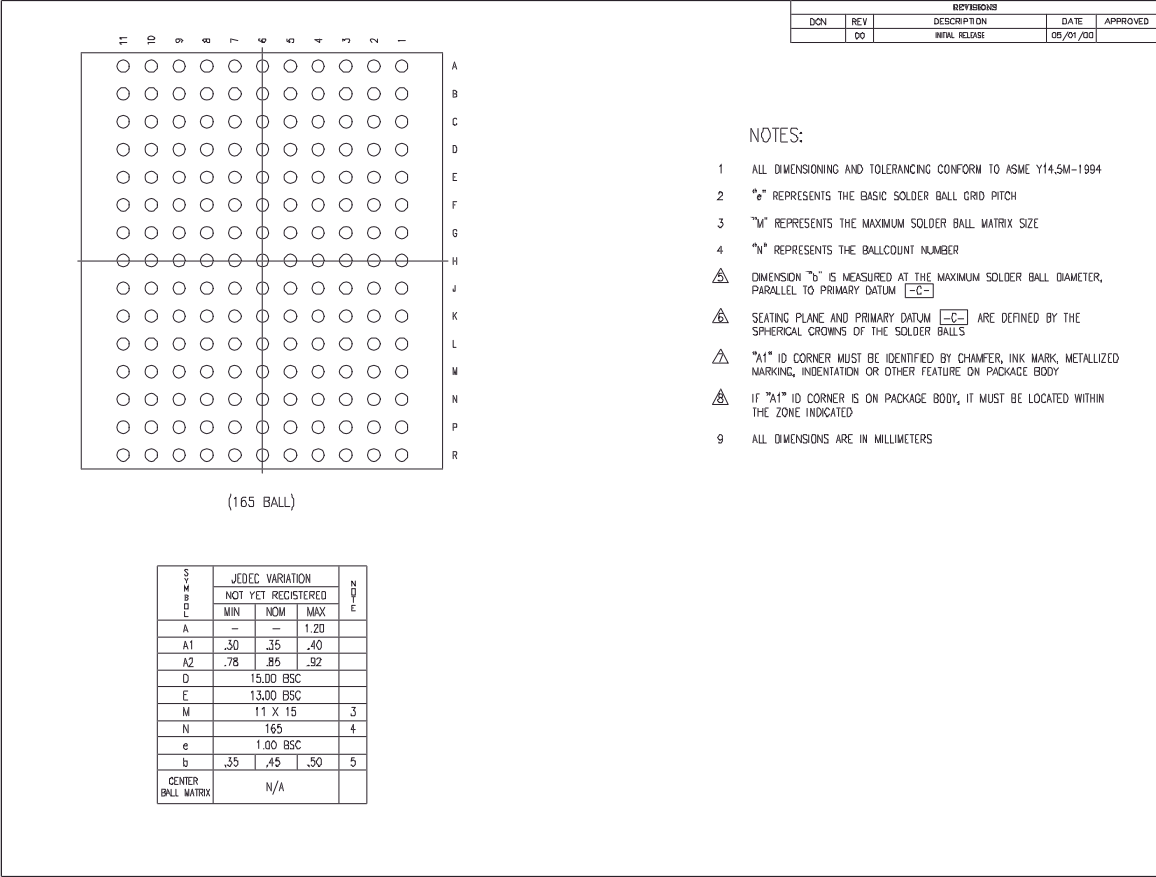 REVISIONS
DCN REV DESCRIPTION DATE APPROVED
00 INITIAL RELEASE 05/01/00
11 10 9 8 7 6 5 4 3 2 1
A
B
C
D
E
F
G
H
J
K
L
M
N
P
R
(165 BALL)
NOTES:
1 ALL DIMENSIONING AND TOLERANCING CONFORM TO ASME Y14.5M-1994
2 "e" REPRESENTS THE BASIC SOLDER BALL GRID PITCH
3 "M" REPRESENTS THE MAXIMUM SOLDER BALL MATRIX SIZE
4 "N" REPRESENTS THE BALLCOUNT NUMBER
5 DIMENSION "b" IS MEASURED AT THE MAXIMUM SOLDER BALL DIAMETER,
PARALLEL TO PRIMARY DATUM -C-
6 SEATING PLANE AND PRIMARY DATUM -C- ARE DEFINED BY THE
SPHERICAL CROWNS OF THE SOLDER BALLS
7 "A1" ID CORNER MUST BE IDENTIFIED BY CHAMFER, INK MARK, METALLIZED
MARKING, INDENTATION OR OTHER FEATURE ON PACKAGE BODY
8 IF "A1" ID CORNER IS ON PACKAGE BODY, IT MUST BE LOCATED WITHIN
THE ZONE INDICATED
9 ALL DIMENSIONS ARE IN MILLIMETERS
SYMBOL JEDEC VARIATION NOTE
NOT YET REGISTERED
MIN NOM MAX
A – – 1.20
A1 .30 .35 .40
A2 .78 .85 .92
D 15.00 BSC
E 13.00 BSC
M 11 X 15 3
N 165 4
e 1.00 BSC
b .35 .45 .50 5
CENTER
BALL MATRIX N/A